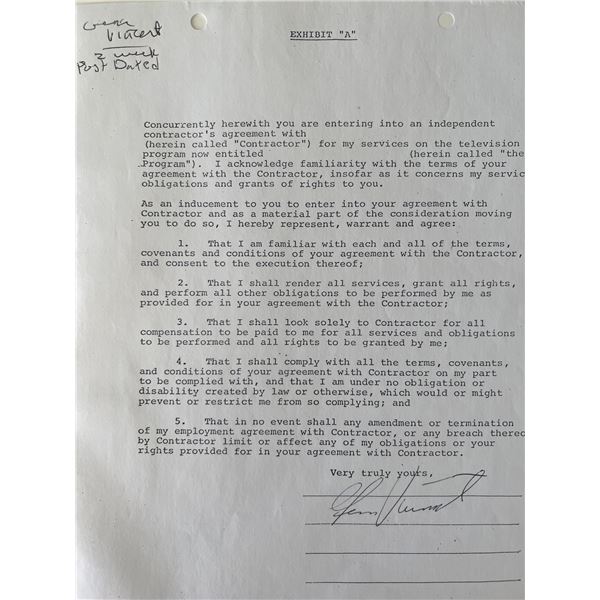 Vincent
2 week
Post Dated
EXHIBIT "A"
Concurrently herewith you are entering into an independent
contractor's agreement with
(herein called "Contractor") for my services on the television
program now entitled (herein called "the
Program"). I acknowledge familiarity with the terms of your
agreement with the Contractor, insofar as it concerns my servic
obligations and grants of rights to you.
As an inducement to you to enter into your agreement with
Contractor and as a material part of the consideration moving
you to do so, I hereby represent, warrant and agree:
1. That I am familiar with each and all of the terms,
covenants and conditions of your agreement with the Contractor,
and consent to the execution thereof;
2. That I shall render all services, grant all rights,
and perform all other obligations to be performed by me as
provided for in your agreement with the Contractor;
3. That I shall look solely to Contractor for all
compensation to be paid to me for all services and obligations
to be performed and all rights to be granted by me;
4. That I shall comply with all the terms, covenants,
and conditions of your agreement with Contractor on my part
to be complied with, and that I am under no obligation or
disability created by law or otherwise, which would or might
prevent or restrict me from so complying; and
5. That in no event shall any amendment or termination
of my employment agreement with Contractor, or any breach thereo
by Contractor limit or affect any of my obligations or your
rights provided for in your agreement with Contractor.
Very truly yours,